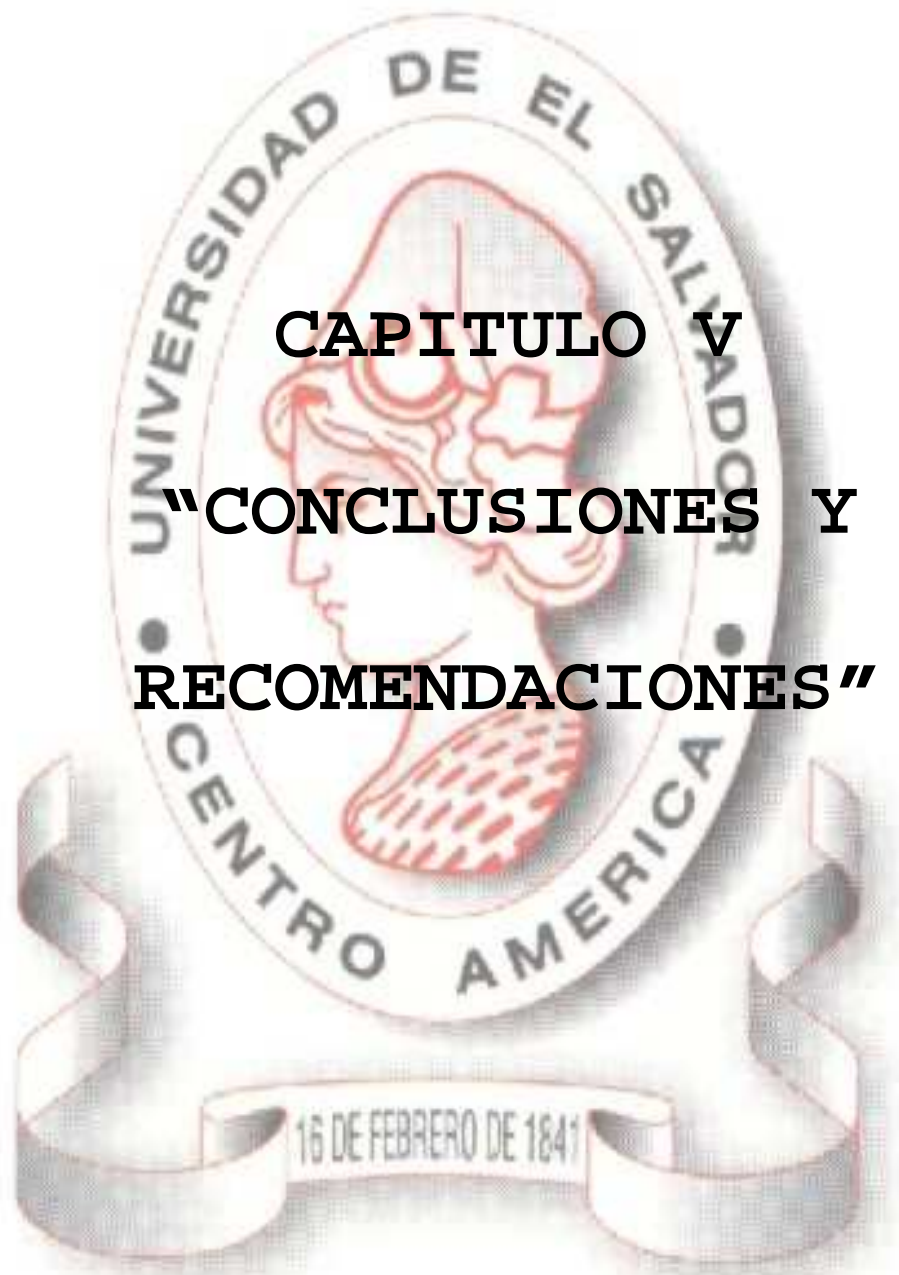 UNIVERSIDAD DE EL SALVADOR
CAPITULO V
“CONCLUSIONES Y
RECOMENDACIONES”
CENTRO AMERICA
16 DE FEBRERO DE 1841